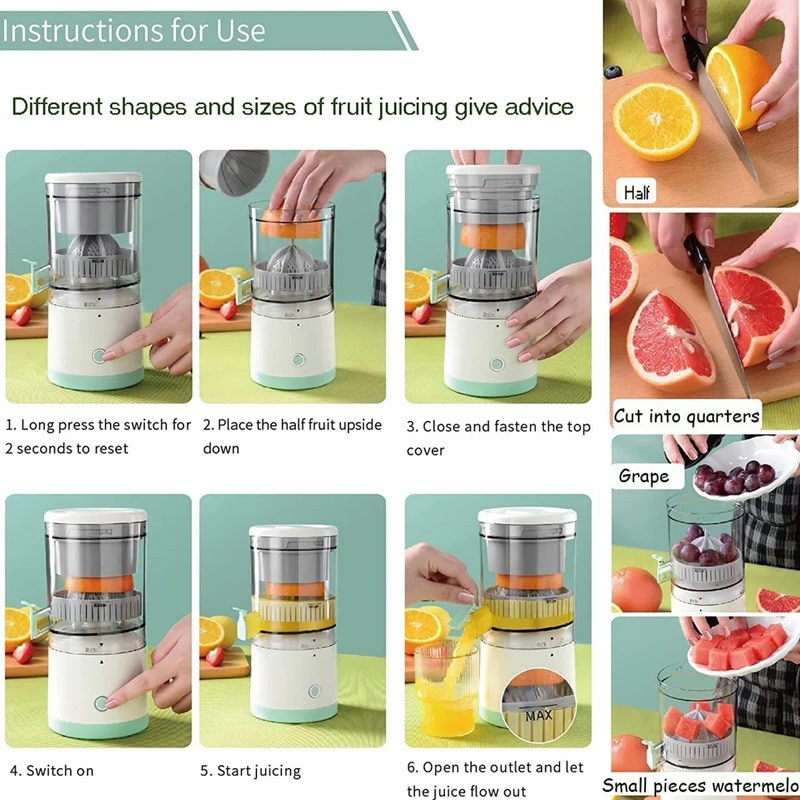 Instructions for Use
Different shapes and sizes of fruit juicing give advice
1. Long press the switch for
2 seconds to reset
2. Place the half fruit upside
down
3. Close and fasten the top
cover
4. Switch on
5. Start juicing
MAX
6. Open the outlet and let
the juice flow out
Half
Cut into quarters
Grape
Small pieces watermelo